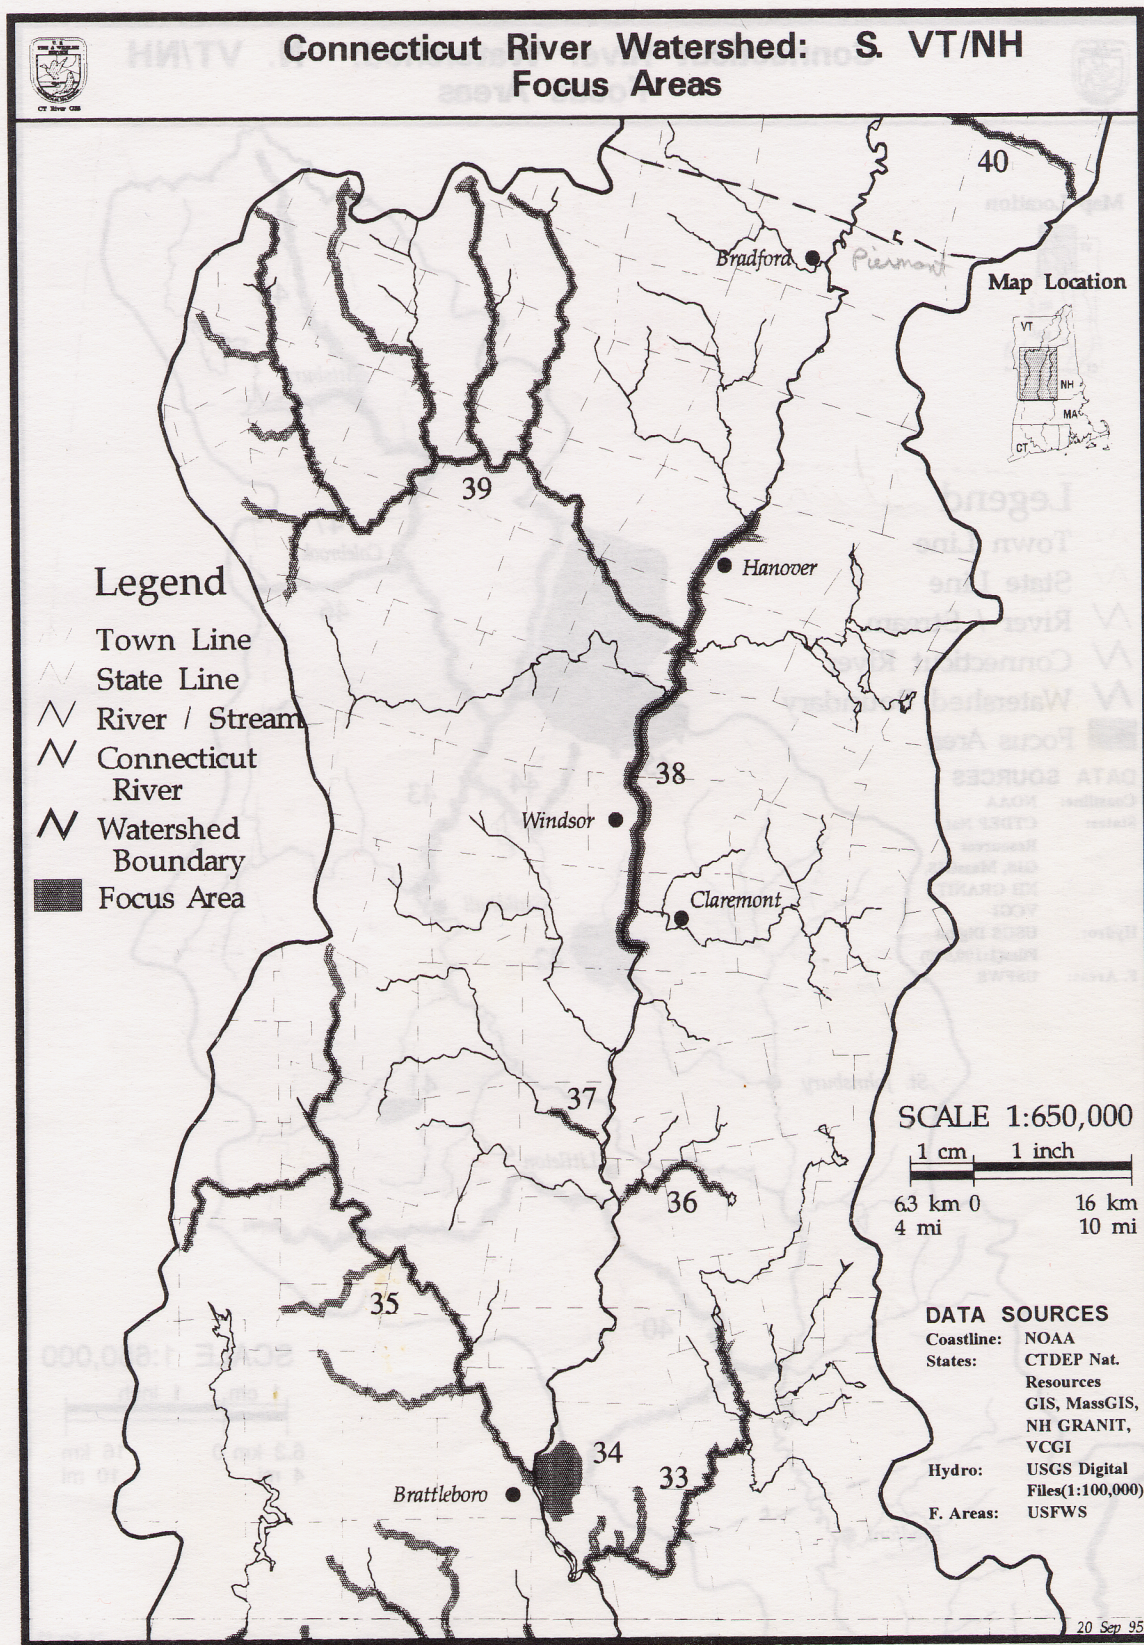 Connecticut River Watershed: S. VT/NH
Focus Areas
CT River GIS
40
Bradford
Piermont
Map Location
VT
NH
MA
CT
39
Hanover
Legend
Town Line
State Line
River / Stream
Connecticut
River
Watershed
Boundary
Focus Area
38
Windsor
Claremont
37
36
SCALE 1:650,000
1 cm 1 inch
6.3 km 0 16 km
4 mi 10 mi
35
DATA SOURCES
Coastline: NOAA
States: CTDEP Nat.
Resources
GIS, MassGIS,
NH GRANIT,
VCGI
Hydro: USGS Digital
Files(1:100,000)
F. Areas: USFWS
34
33
Brattleboro
20 Sep 95